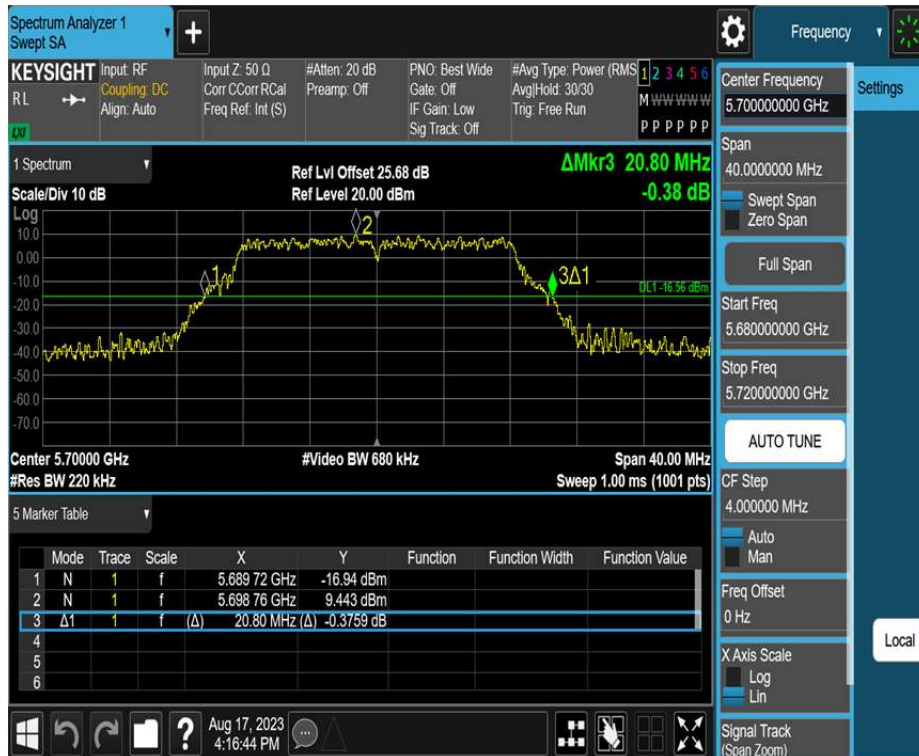 Spectrum Analyzer 1
Swept SA
+
Frequency
KEYSIGHT
RL
LXI
Input: RF
Coupling: DC
Align: Auto
Input Z: 50 Ω
Corr CCorr RCal
Freq Ref: Int (S)
#Atten: 20 dB
Preamp: Off
PNO: Best Wide
Gate: Off
IF Gain: Low
Sig Track: Off
#Avg Type: Power (RMS
Avg|Hold: 30/30
Trig: Free Run
1 2 3 4 5 6
M W W W W W
P P P P P P
1 Spectrum
Scale/Div 10 dB
Ref Lvl Offset 25.68 dB
Ref Level 20.00 dBm
ΔMkr3 20.80 MHz
-0.38 dB
Log
10.0
0.00
-10.0
-20.0
-30.0
-40.0
-50.0
-60.0
-70.0
1
2
3Δ1
DL1 -16.56 dBm
Center 5.70000 GHz
#Video BW 680 kHz
Span 40.00 MHz
#Res BW 220 kHz
Sweep 1.00 ms (1001 pts)
5 Marker Table
Mode Trace Scale X Y Function Function Width Function Value
1 N 1 f 5.689 72 GHz -16.94 dBm
2 N 1 f 5.698 76 GHz 9.443 dBm
3 Δ1 1 f (Δ) 20.80 MHz (Δ) -0.3759 dB
4
5
6
Aug 17, 2023
4:16:44 PM
?
Center Frequency
5.700000000 GHz
Span
40.0000000 MHz
Swept Span
Zero Span
Full Span
Start Freq
5.680000000 GHz
Stop Freq
5.720000000 GHz
AUTO TUNE
CF Step
4.000000 MHz
Auto
Man
Freq Offset
0 Hz
X Axis Scale
Log
Lin
Signal Track
(Span Zoom)
Settings
Local